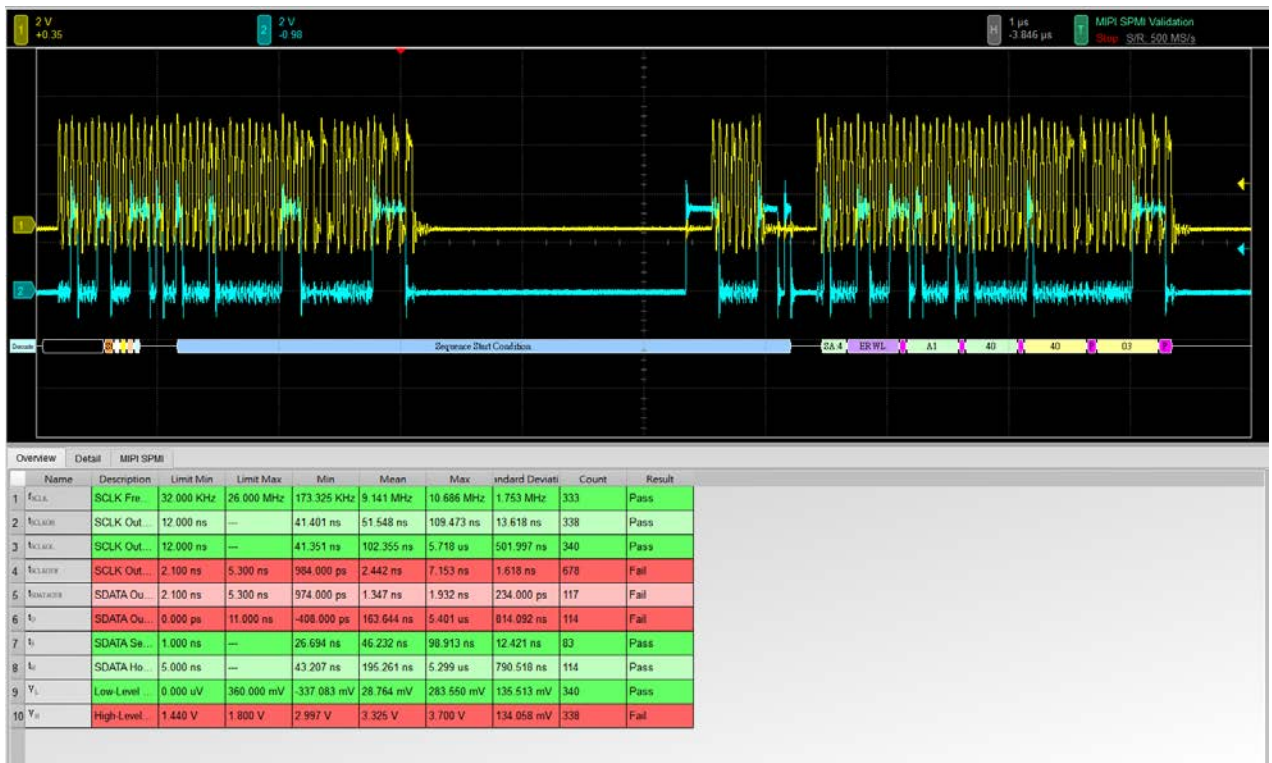 1 2 V +0.35 2 2 V -0.98 H 1 µs -3.846 µs T MIPI SPMI Validation Stop S/R: 500 MS/s
1
2
Decode Sequence Start Condition SA:4 ERWL A1 40 40 P 03 P
Overview Detail MIPI SPMI
Name Description Limit Min Limit Max Min Mean Max andard Deviati Count Result
1 SCLK Fre... 32.000 KHz 26.000 MHz 173.325 KHz 9.141 MHz 10.686 MHz 1.753 MHz 333 Pass
2 SCLK Out... 12.000 ns --- 41.401 ns 51.548 ns 109.473 ns 13.618 ns 338 Pass
3 SCLK Out... 12.000 ns --- 41.351 ns 102.355 ns 5.718 us 501.997 ns 340 Pass
4 SCLK Out... 2.100 ns 5.300 ns 984.000 ps 2.442 ns 7.153 ns 1.618 ns 678 Fail
5 SDATA Ou... 2.100 ns 5.300 ns 974.000 ps 1.347 ns 1.932 ns 234.000 ps 117 Fail
6 tD SDATA Ou... 0.000 ps 11.000 ns -408.000 ps 163.644 ns 5.401 us 814.092 ns 114 Fail
7 tS SDATA Se... 1.000 ns --- 26.694 ns 46.232 ns 98.913 ns 12.421 ns 83 Pass
8 tH SDATA Ho... 5.000 ns --- 43.207 ns 195.261 ns 5.299 us 790.518 ns 114 Pass
9 VL Low-Level ... 0.000 uV 360.000 mV -337.083 mV 28.764 mV 283.550 mV 135.513 mV 340 Pass
10 VH High-Level... 1.440 V 1.800 V 2.997 V 3.325 V 3.700 V 134.058 mV 338 Fail